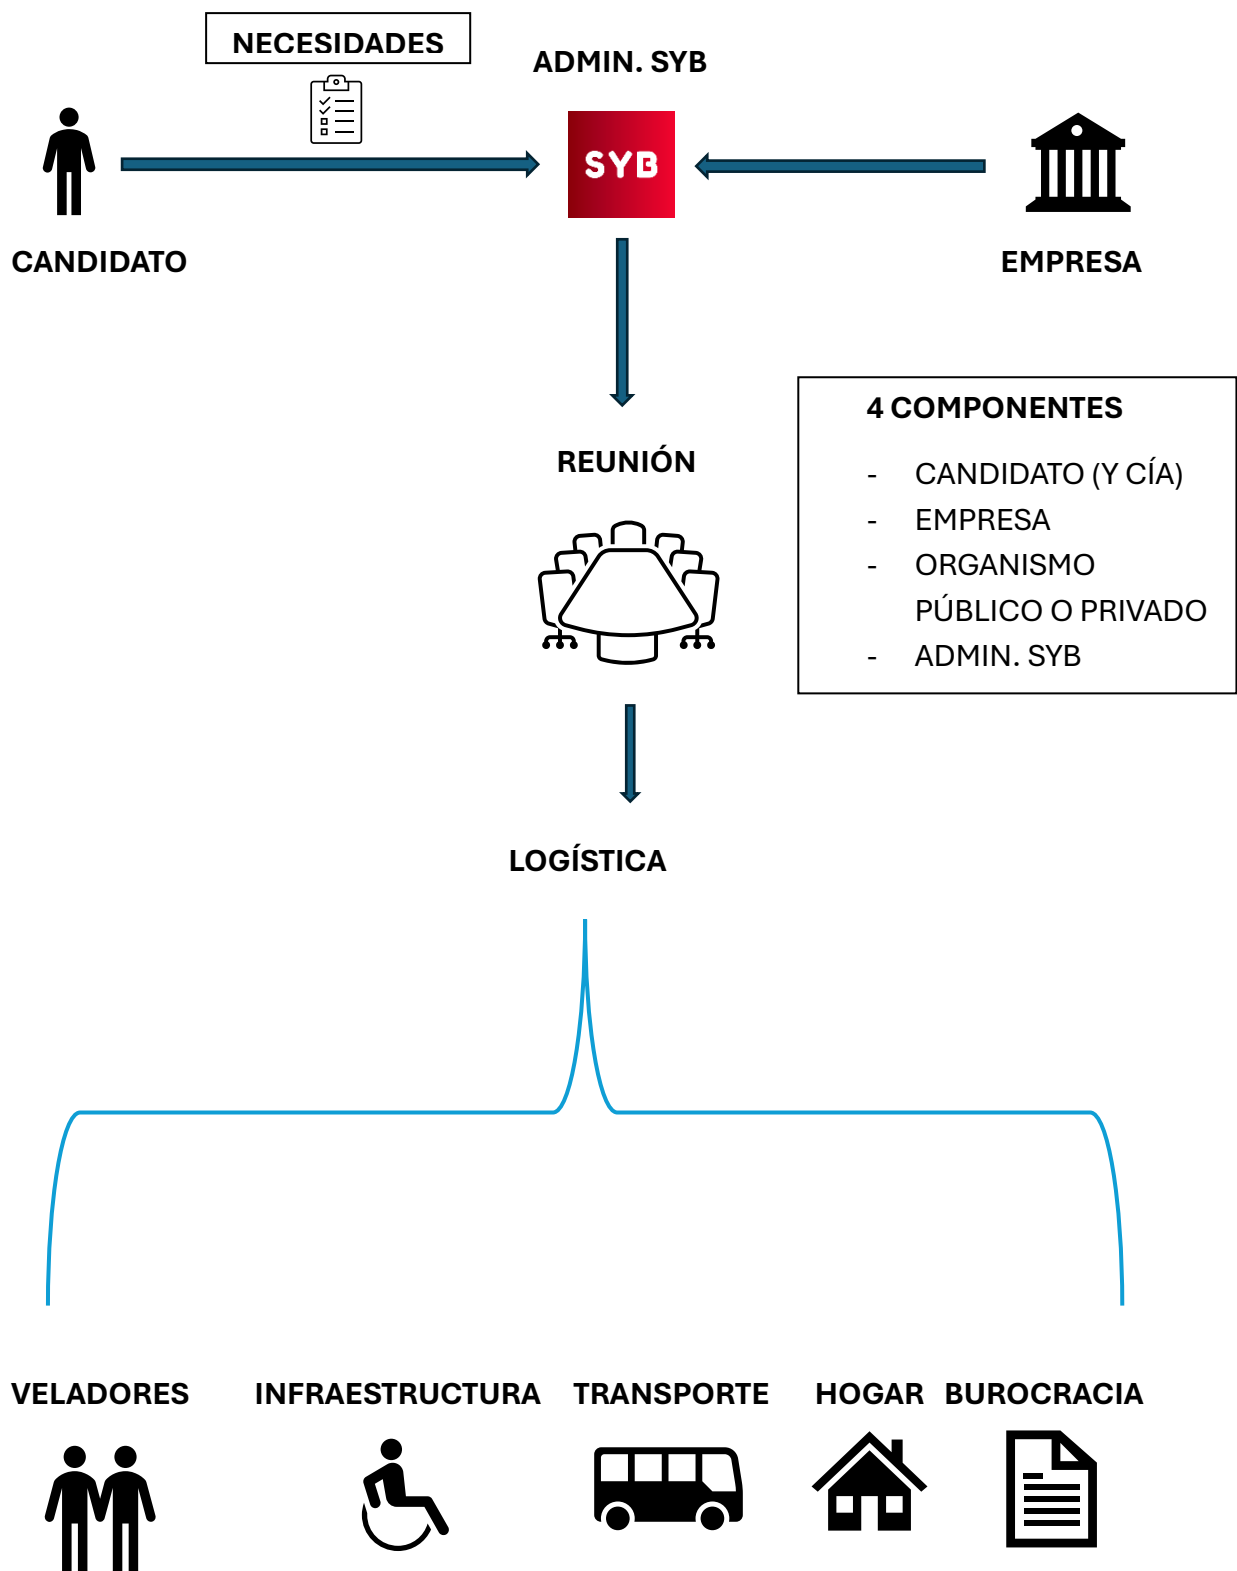 NECESIDADES
ADMIN. SYB
SYB
CANDIDATO
EMPRESA
REUNIÓN
4 COMPONENTES
- CANDIDATO (Y CÍA)
- EMPRESA
- ORGANISMO
PÚBLICO O PRIVADO
- ADMIN. SYB
LOGÍSTICA
VELADORES
INFRAESTRUCTURA
TRANSPORTE
HOGAR
BUROCRACIA